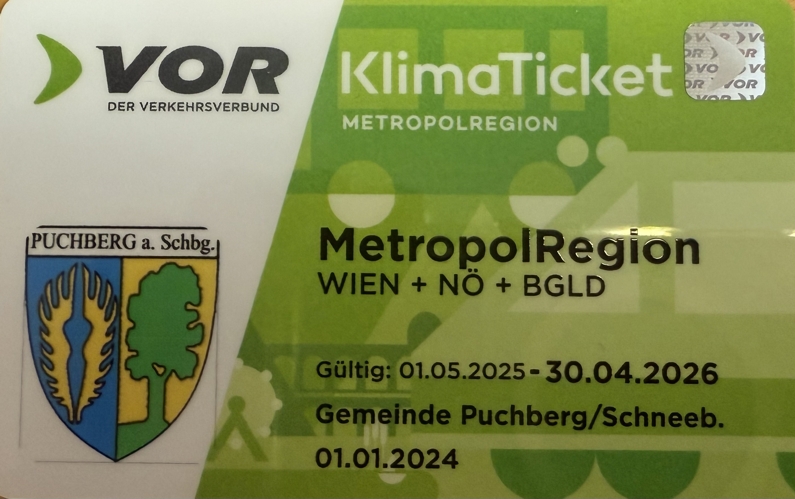 VOR
DER VERKEHRSVERBUND
KlimaTicket
METROPOLREGION
PUCHBERG a. Schbg.
MetropolRegion
WIEN + NÖ + BGLD
Gültig: 01.05.2025 - 30.04.2026
Gemeinde Puchberg/Schneeb.
01.01.2024